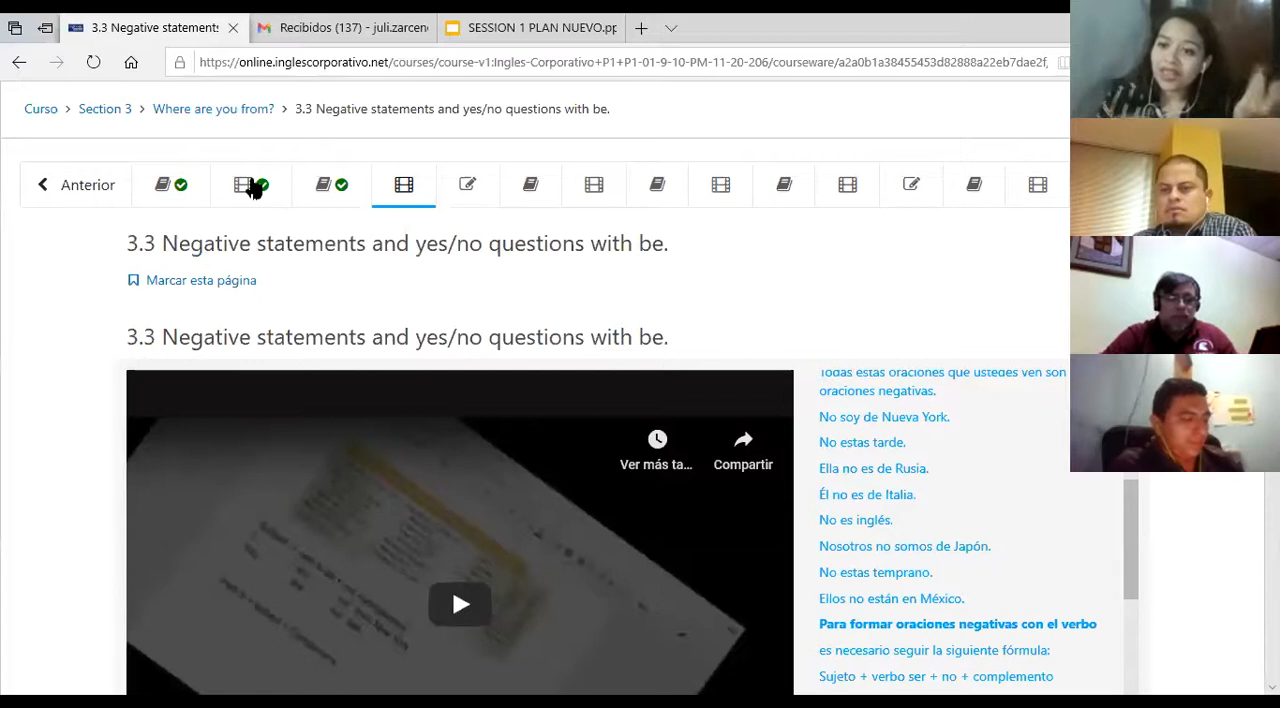 3.3 Negative statements
Recibidos (137) - juli.zarcen
SESSION 1 PLAN NUEVO.pp
https://online.inglescorporativo.net/courses/course-v1:Ingles-Corporativo+P1+P1-01-9-10-PM-11-20-206/courseware/a2a0b1a38455453d82888a22eb7dae2f,
Curso > Section 3 > Where are you from? > 3.3 Negative statements and yes/no questions with be.
Anterior
3.3 Negative statements and yes/no questions with be.
Marcar esta página
3.3 Negative statements and yes/no questions with be.
Ver más ta...
Compartir
Todas estas oraciones que ustedes ven son
oraciones negativas.
No soy de Nueva York.
No estas tarde.
Ella no es de Rusia.
Él no es de Italia.
No es inglés.
Nosotros no somos de Japón.
No estas temprano.
Ellos no están en México.
Para formar oraciones negativas con el verbo
es necesario seguir la siguiente fórmula:
Sujeto + verbo ser + no + complemento